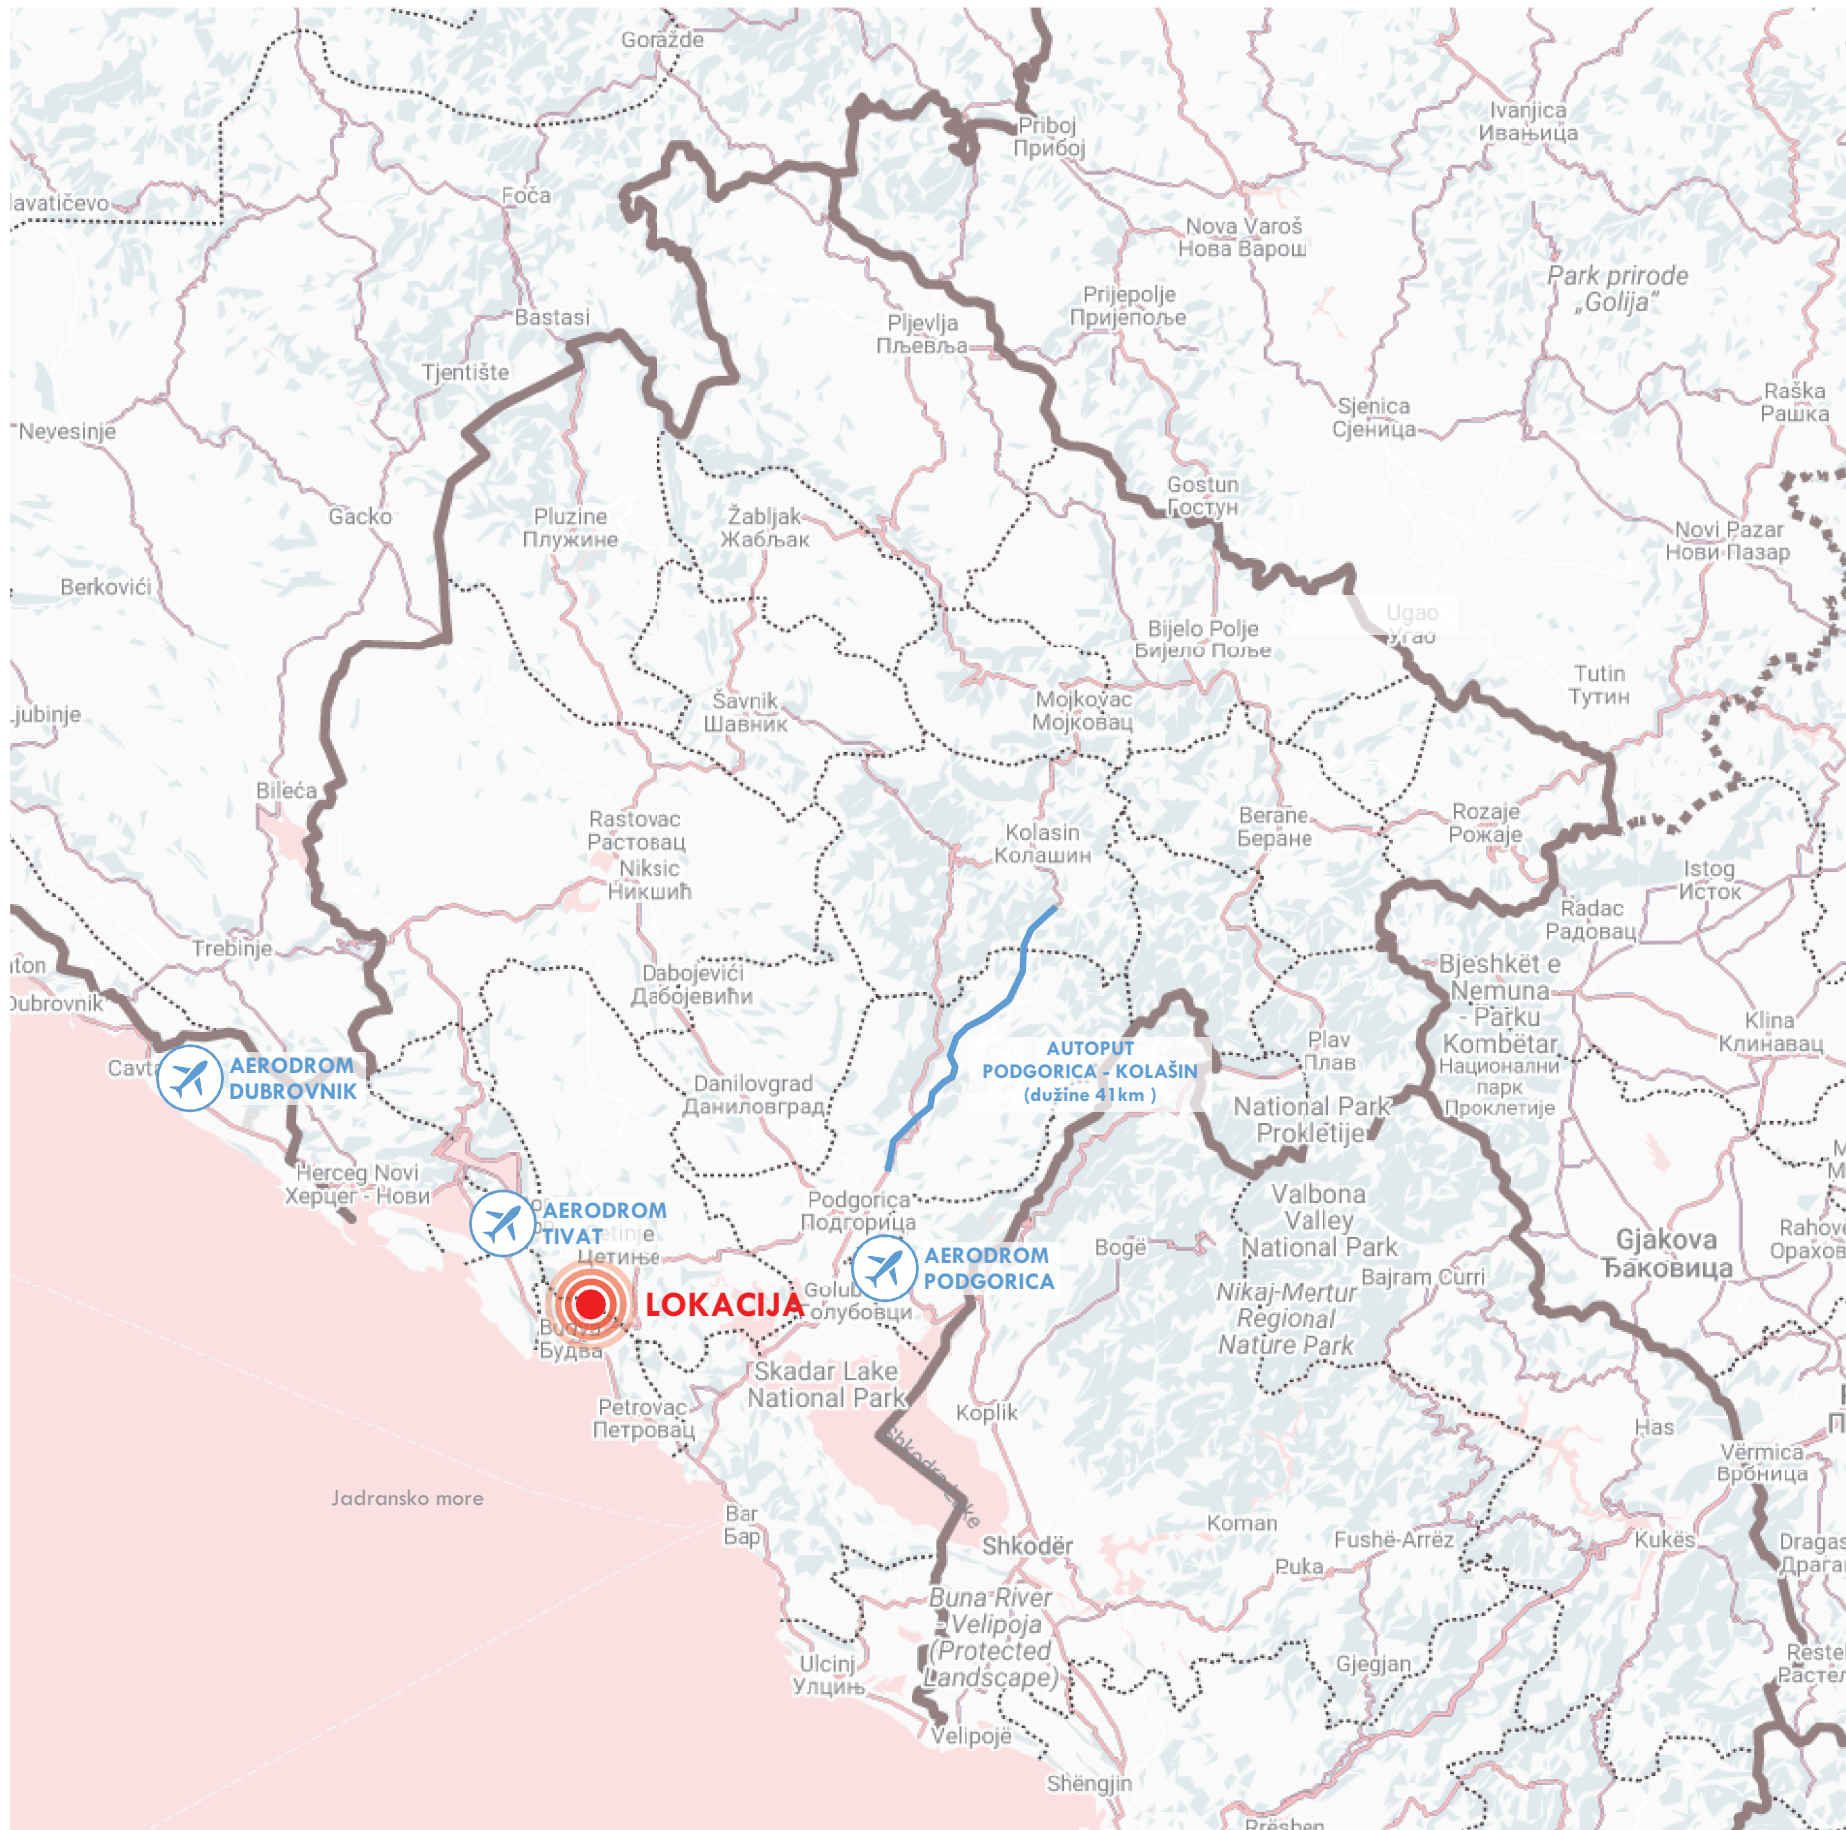 Goražde
Priboj
Прибој
Ivanjica
Ивањица
Foča
Nova Varoš
Нова Варош
Park prirode
„Golija“
Prijepolje
Пријепоље
Bastasi
Pljevlja
Пљевља
Tjentište
Raška
Рашка
Sjenica
Сјеница
Nevesinje
Gostun
Гостун
Gacko
Pluzine
Плужине
Žabljak
Жабљак
Novi Pazar
Нови Пазар
Berkovići
Ugao
Угао
Bijelo Polje
Бијело Поље
Tutin
Тутин
Šavnik
Шавник
Mojkovac
Мојковац
Bileća
Rastovac
Растовац
Kolasin
Колашин
Berane
Беране
Rozaje
Рожаје
Niksic
Никшић
Istog
Исток
Radac
Радовац
Trebinje
Dabojevići
Дабојевићи
Bjeshkët e
Nemuna
- Parku
Kombëtar
Национални
парк
Проклетије
Dubrovnik
Klina
Клинавац
Plav
Плав
AUTOPUT
PODGORICA - KOLAŠIN
(dužine 41km )
AERODROM
DUBROVNIK
Danilovgrad
Даниловград
National Park
Prokletije
Herceg Novi
Херцег - Нови
Podgorica
Подгорица
Valbona
Valley
National Park
AERODROM
TIVAT
Цетиње
Bogë
Gjakova
Ђаковица
AERODROM
PODGORICA
Bajram Curri
Nikaj-Mertur
Regional
Nature Park
LOKACIJA
Голубовци
Budva
Будва
Skadar Lake
National Park
Petrovac
Петровац
Koplik
Has
Shkodra Lake
Vërmica
Врбница
Jadransko more
Bar
Бар
Koman
Shkodër
Fushë-Arrëz
Kukës
Puka
Buna River
- Velipoja
(Protected
Landscape)
Ulcinj
Улцињ
Gjegjan
Velipojë
Shëngjin